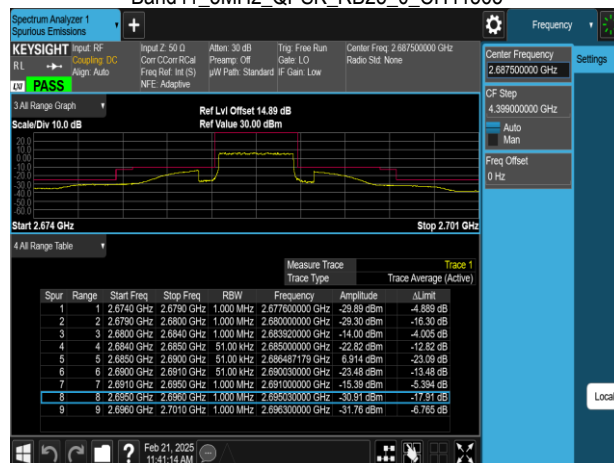 Spectrum Analyzer 1
Spurious Emissions
Frequency
KEYSIGHT
RL
LXI
PASS
Input: RF
Coupling: DC
Align: Auto
Input Z: 50 Ω
Corr CCorr RCal
Freq Ref: Int (S)
NFE: Adaptive
Atten: 30 dB
Preamp: Off
µW Path: Standard
Trig: Free Run
Gate: LO
IF Gain: Low
Center Freq: 2.687500000 GHz
Radio Std: None
Center Frequency
2.687500000 GHz
Settings
CF Step
4.399000000 GHz
Auto
Man
Freq Offset
0 Hz
3 All Range Graph
Scale/Div 10.0 dB
Ref Lvl Offset 14.89 dB
Ref Value 30.00 dBm
20.0
10.0
0.00
-10.0
-20.0
-30.0
-40.0
-50.0
-60.0
Start 2.674 GHz
Stop 2.701 GHz
4 All Range Table
Measure Trace Trace 1
Trace Type Trace Average (Active)
Spur Range Start Freq Stop Freq RBW Frequency Amplitude ΔLimit
1 1 2.6740 GHz 2.6790 GHz 1.000 MHz 2.677600000 GHz -29.89 dBm -4.889 dB
2 2 2.6790 GHz 2.6800 GHz 1.000 MHz 2.680000000 GHz -29.30 dBm -16.30 dB
3 3 2.6800 GHz 2.6840 GHz 1.000 MHz 2.683920000 GHz -14.00 dBm -4.005 dB
4 4 2.6840 GHz 2.6850 GHz 51.00 kHz 2.685000000 GHz -22.82 dBm -12.82 dB
5 5 2.6850 GHz 2.6900 GHz 51.00 kHz 2.686487179 GHz 6.914 dBm -23.09 dB
6 6 2.6900 GHz 2.6910 GHz 51.00 kHz 2.690030000 GHz -23.48 dBm -13.48 dB
7 7 2.6910 GHz 2.6950 GHz 1.000 MHz 2.691000000 GHz -15.39 dBm -5.394 dB
8 8 2.6950 GHz 2.6960 GHz 1.000 MHz 2.695030000 GHz -30.91 dBm -17.91 dB
9 9 2.6960 GHz 2.7010 GHz 1.000 MHz 2.696300000 GHz -31.76 dBm -6.765 dB
Local
?
Feb 21, 2025
11:41:14 AM